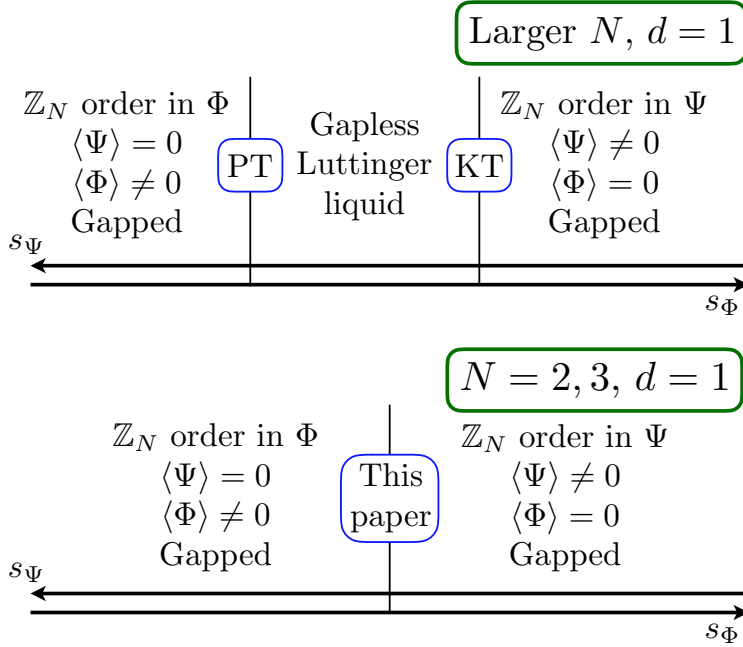 Larger N, d = 1
ℤ_N order in Φ
⟨Ψ⟩ = 0
⟨Φ⟩ ≠ 0
Gapped
PT
Gapless
Luttinger
liquid
KT
ℤ_N order in Ψ
⟨Ψ⟩ ≠ 0
⟨Φ⟩ = 0
Gapped
s_Ψ
s_Φ
N = 2, 3, d = 1
ℤ_N order in Φ
⟨Ψ⟩ = 0
⟨Φ⟩ ≠ 0
Gapped
This
paper
ℤ_N order in Ψ
⟨Ψ⟩ ≠ 0
⟨Φ⟩ = 0
Gapped
s_Ψ
s_Φ